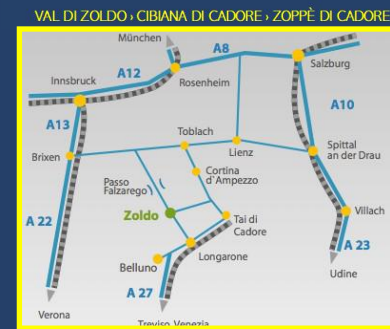 VAL DI ZOLDO › CIBIANA DI CADORE › ZOPPÈ DI CADORE
München
A8
Salzburg
A12
Rosenheim
Innsbruck
A13
A10
Toblach
Brixen
Lienz
Spittal
an der Drau
Cortina
d'Ampezzo
Passo
Falzarego
Zoldo
Tai di
Cadore
Villach
A 22
Longarone
A 23
Belluno
Udine
A 27
Verona
Treviso Venezia